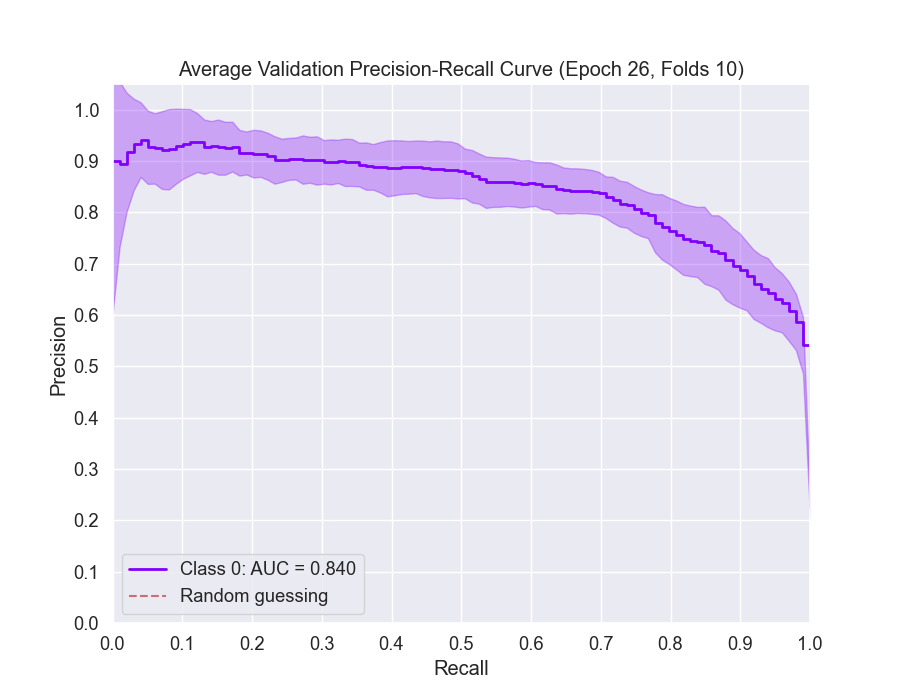 Average Validation Precision-Recall Curve (Epoch 26, Folds 10)
1.0
0.9
0.8
0.7
0.6
0.5
0.4
0.3
0.2
0.1
0.0
Precision
Class 0: AUC = 0.840
Random guessing
0.0 0.1 0.2 0.3 0.4 0.5 0.6 0.7 0.8 0.9 1.0
Recall